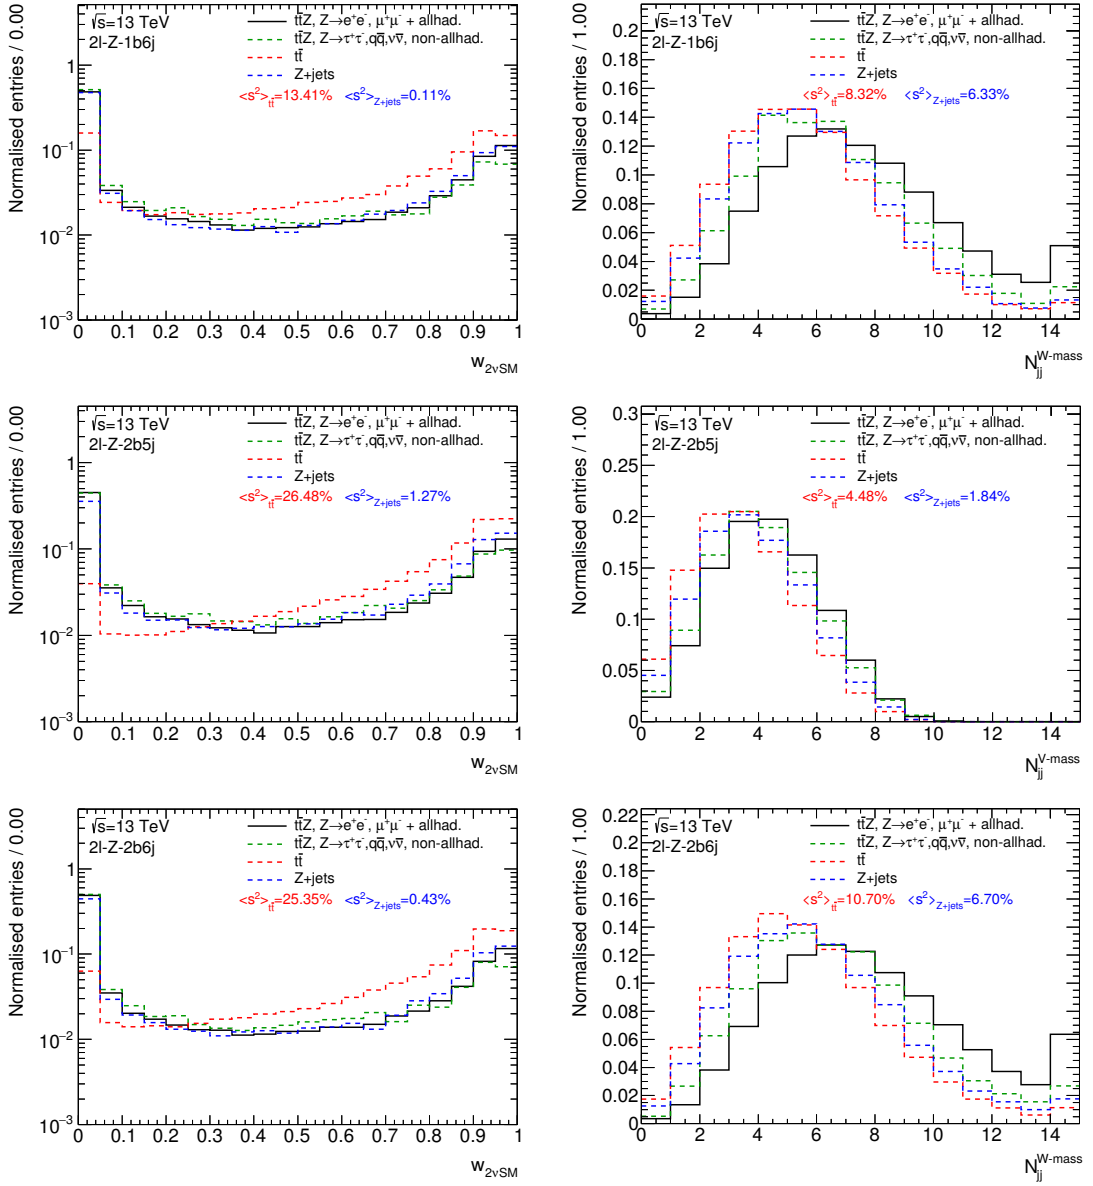 Normalised entries / 0.00
√s=13 TeV
2l-Z-1b6j
tt̄Z, Z→e⁺e⁻, μ⁺μ⁻ + allhad.
tt̄Z, Z→τ⁺τ⁻,qq̄,νν̄, non-allhad.
tt̄
Z+jets
<s²>tt̄=13.41% <s²>Z+jets=0.11%
1
10⁻¹
10⁻²
10⁻³
0 0.1 0.2 0.3 0.4 0.5 0.6 0.7 0.8 0.9 1
w2νSM
Normalised entries / 1.00
√s=13 TeV
2l-Z-1b6j
tt̄Z, Z→e⁺e⁻, μ⁺μ⁻ + allhad.
tt̄Z, Z→τ⁺τ⁻,qq̄,νν̄, non-allhad.
tt̄
Z+jets
<s²>tt̄=8.32% <s²>Z+jets=6.33%
0.2
0.18
0.16
0.14
0.12
0.1
0.08
0.06
0.04
0.02
0
0 2 4 6 8 10 12 14
N jj W-mass
Normalised entries / 0.00
√s=13 TeV
2l-Z-2b5j
tt̄Z, Z→e⁺e⁻, μ⁺μ⁻ + allhad.
tt̄Z, Z→τ⁺τ⁻,qq̄,νν̄, non-allhad.
tt̄
Z+jets
<s²>tt̄=26.48% <s²>Z+jets=1.27%
1
10⁻¹
10⁻²
10⁻³
0 0.1 0.2 0.3 0.4 0.5 0.6 0.7 0.8 0.9 1
w2νSM
Normalised entries / 1.00
√s=13 TeV
2l-Z-2b5j
tt̄Z, Z→e⁺e⁻, μ⁺μ⁻ + allhad.
tt̄Z, Z→τ⁺τ⁻,qq̄,νν̄, non-allhad.
tt̄
Z+jets
<s²>tt̄=4.48% <s²>Z+jets=1.84%
0.3
0.25
0.2
0.15
0.1
0.05
0
0 2 4 6 8 10 12 14
N jj V-mass
Normalised entries / 0.00
√s=13 TeV
2l-Z-2b6j
tt̄Z, Z→e⁺e⁻, μ⁺μ⁻ + allhad.
tt̄Z, Z→τ⁺τ⁻,qq̄,νν̄, non-allhad.
tt̄
Z+jets
<s²>tt̄=25.35% <s²>Z+jets=0.43%
1
10⁻¹
10⁻²
10⁻³
0 0.1 0.2 0.3 0.4 0.5 0.6 0.7 0.8 0.9 1
w2νSM
Normalised entries / 1.00
√s=13 TeV
2l-Z-2b6j
tt̄Z, Z→e⁺e⁻, μ⁺μ⁻ + allhad.
tt̄Z, Z→τ⁺τ⁻,qq̄,νν̄, non-allhad.
tt̄
Z+jets
<s²>tt̄=10.70% <s²>Z+jets=6.70%
0.22
0.2
0.18
0.16
0.14
0.12
0.1
0.08
0.06
0.04
0.02
0
0 2 4 6 8 10 12 14
N jj W-mass